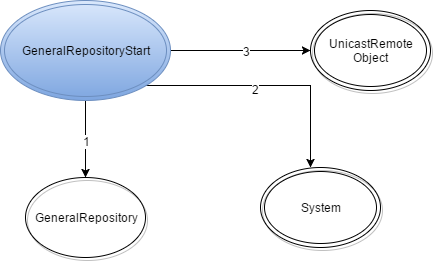 GeneralRepositoryStart
3
UnicastRemote
Object
2
1
GeneralRepository
System